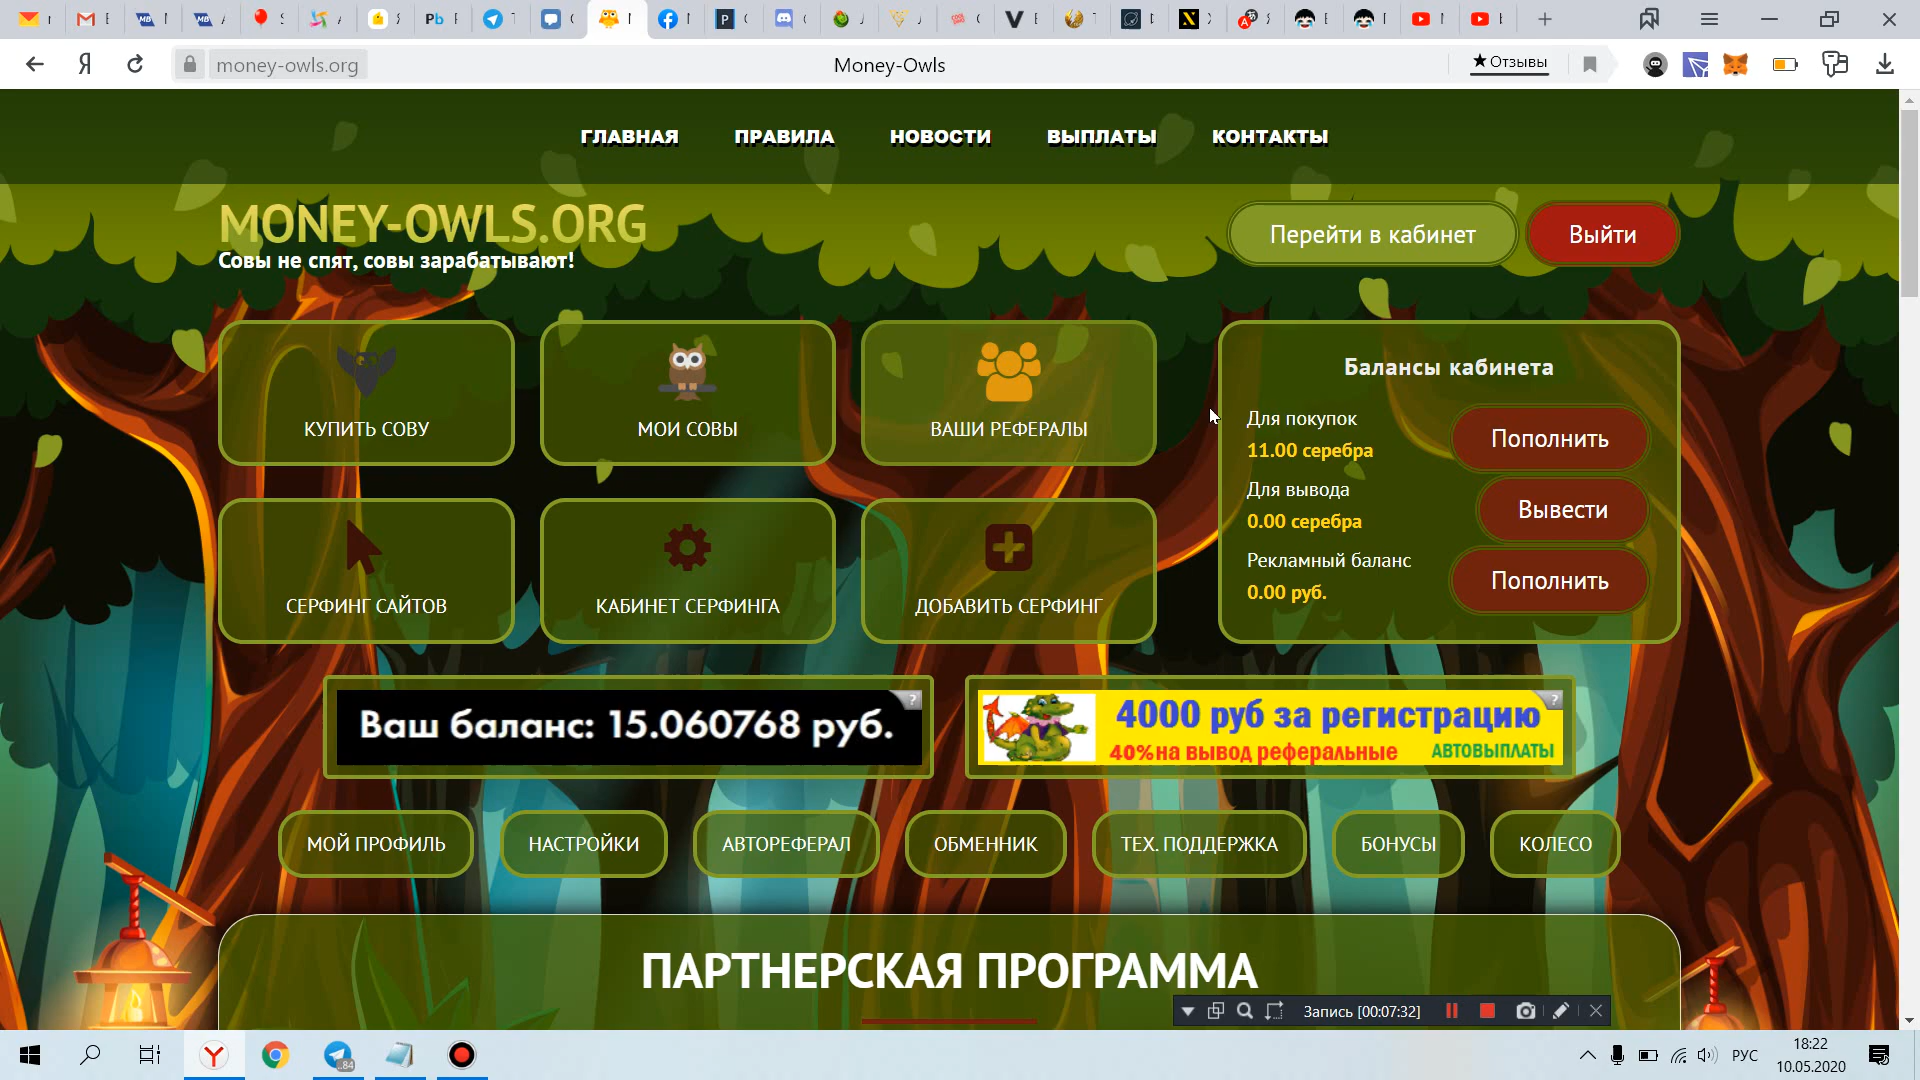 money-owls.org
Money-Owls
★ Отзывы
ГЛАВНАЯ
ПРАВИЛА
НОВОСТИ
ВЫПЛАТЫ
КОНТАКТЫ
MONEY-OWLS.ORG
Совы не спят, совы зарабатывают!
Перейти в кабинет
Выйти
КУПИТЬ СОВУ
МОИ СОВЫ
ВАШИ РЕФЕРАЛЫ
СЕРФИНГ САЙТОВ
КАБИНЕТ СЕРФИНГА
ДОБАВИТЬ СЕРФИНГ
Балансы кабинета
Для покупок
11.00 серебра
Пополнить
Для вывода
0.00 серебра
Вывести
Рекламный баланс
0.00 руб.
Пополнить
Ваш баланс: 15.060768 руб.
?
4000 руб за регистрацию
40% на вывод реферальные
АВТОВЫПЛАТЫ
?
МОЙ ПРОФИЛЬ
НАСТРОЙКИ
АВТОРЕФЕРАЛ
ОБМЕННИК
ТЕХ. ПОДДЕРЖКА
БОНУСЫ
КОЛЕСО
ПАРТНЕРСКАЯ ПРОГРАММА
Запись [00:07:32]
84
РУС
18:22
10.05.2020